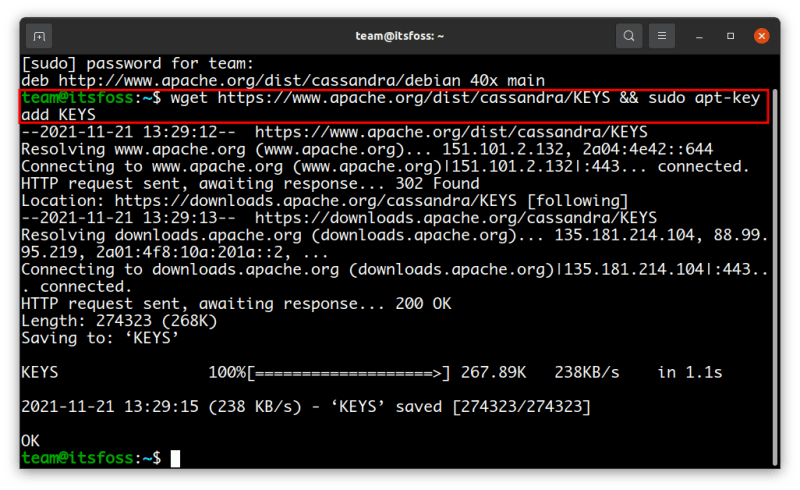 team@itsfoss: ~
[sudo] password for team:
deb http://www.apache.org/dist/cassandra/debian 40x main
team@itsfoss:~$ wget https://www.apache.org/dist/cassandra/KEYS && sudo apt-key
add KEYS
--2021-11-21 13:29:12--  https://www.apache.org/dist/cassandra/KEYS
Resolving www.apache.org (www.apache.org)... 151.101.2.132, 2a04:4e42::644
Connecting to www.apache.org (www.apache.org)|151.101.2.132|:443... connected.
HTTP request sent, awaiting response... 302 Found
Location: https://downloads.apache.org/cassandra/KEYS [following]
--2021-11-21 13:29:13--  https://downloads.apache.org/cassandra/KEYS
Resolving downloads.apache.org (downloads.apache.org)... 135.181.214.104, 88.99.
95.219, 2a01:4f8:10a:201a::2, ...
Connecting to downloads.apache.org (downloads.apache.org)|135.181.214.104|:443..
. connected.
HTTP request sent, awaiting response... 200 OK
Length: 274323 (268K)
Saving to: ‘KEYS’
KEYS                100%[===================>] 267.89K   238KB/s    in 1.1s
2021-11-21 13:29:15 (238 KB/s) - ‘KEYS’ saved [274323/274323]
OK
team@itsfoss:~$